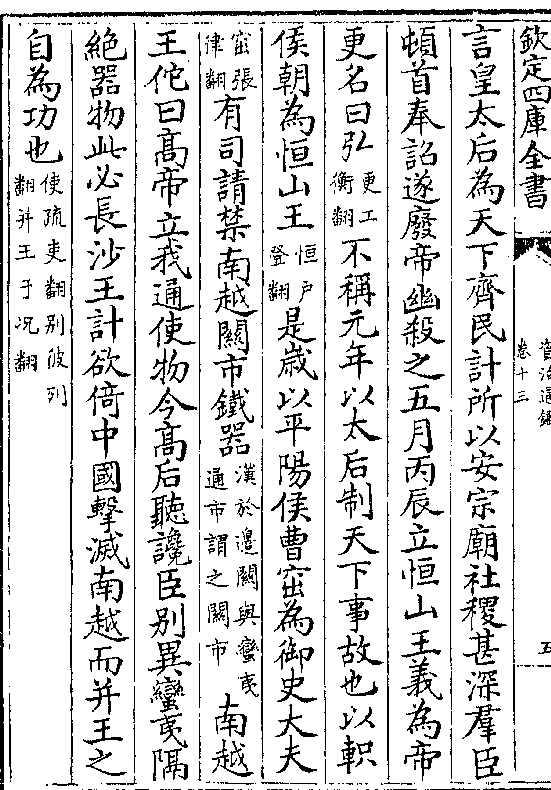 欽定四庫全書
資治通鑑
卷十三
五
言皇太后為天下齊民計所以安宗廟社稷甚深羣臣
頓首奉詔遂廢帝幽殺之五月丙辰立恒山王義為帝
更名曰弘更工衡翻不稱元年以太后制天下事故也以軹
侯朝為恒山王恒戶登翻是歲以平陽侯曹窋為御史大夫
窋張律翻有司請禁南越關市鐵器漢於邊關與蠻夷通市謂之關市南越
王佗曰高帝立我通使物今高后聽讒臣别異蠻夷隔
絶器物此必長沙王計欲倚中國擊滅南越而并王之
自為功也使疏吏翻别彼列翻并王于况翻